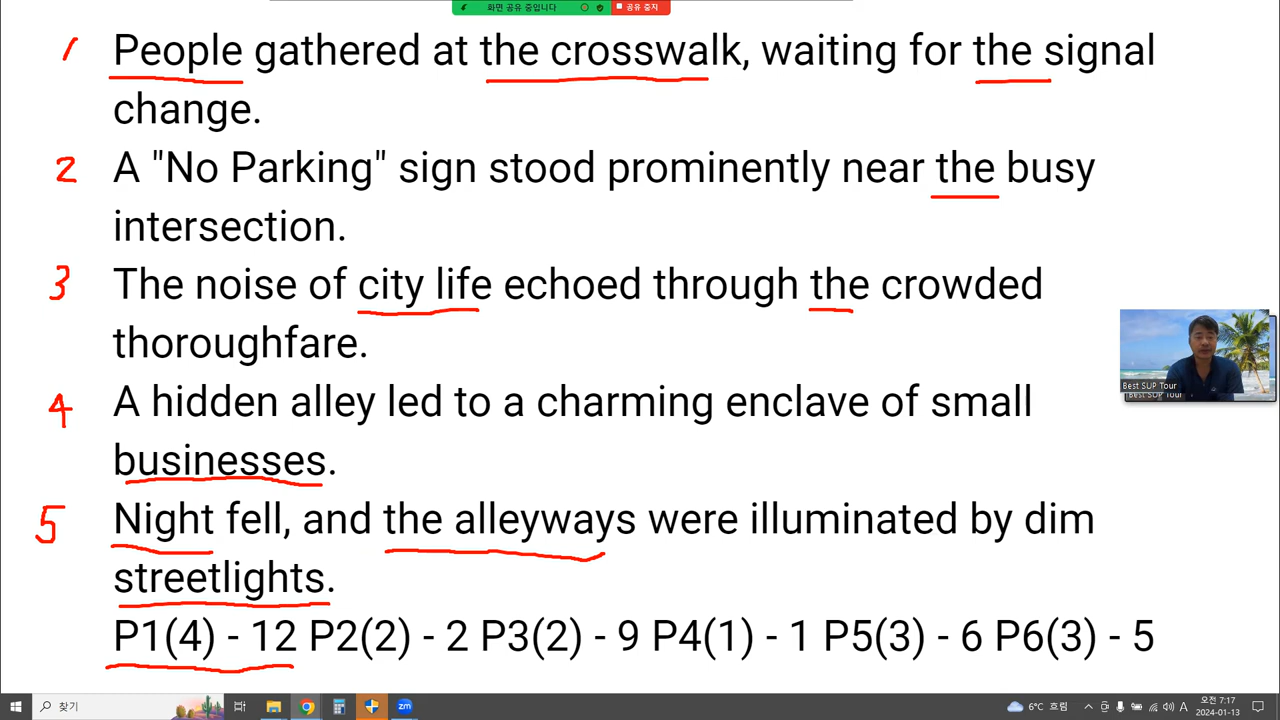 화면 공유 중입니다 공유 중지
1 People gathered at the crosswalk, waiting for the signal
change.
2 A "No Parking" sign stood prominently near the busy
intersection.
3 The noise of city life echoed through the crowded
thoroughfare.
Best SUP Tour
Best SUP Tour
4 A hidden alley led to a charming enclave of small
businesses.
5 Night fell, and the alleyways were illuminated by dim
streetlights.
P1(4) - 12 P2(2) - 2 P3(2) - 9 P4(1) - 1 P5(3) - 6 P6(3) - 5
찾기 zm 6°C 흐림 A 오전 7:17
2024-01-13